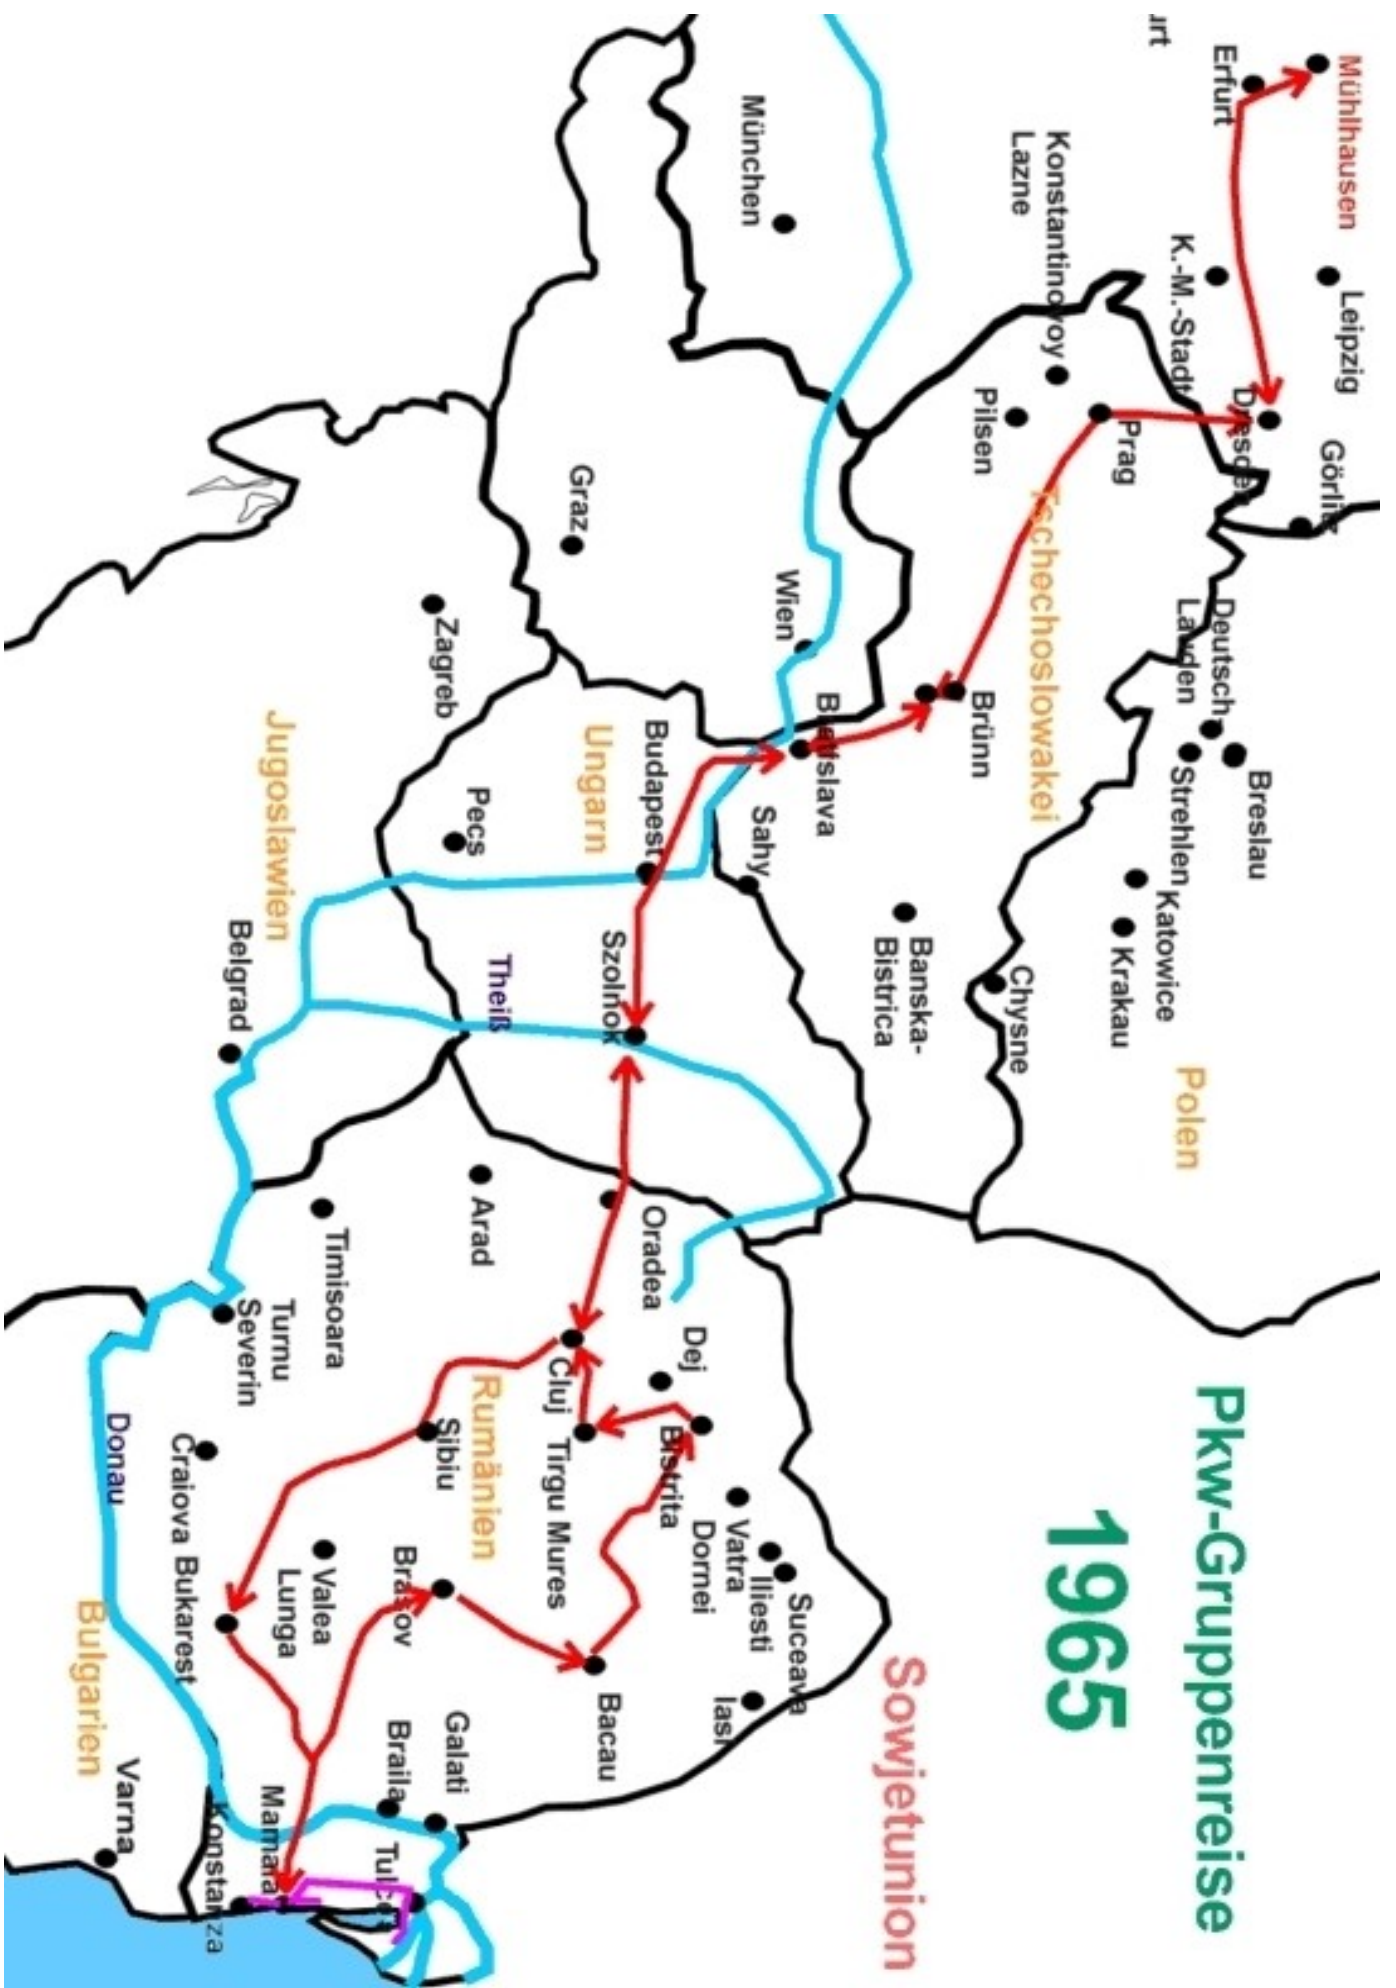 Pkw-Gruppenreise
1965
Mühlhausen
Erfurt
urt
Leipzig
K.-M.-Stadt
Dresden
Görlitz
Konstantinovoy
Lazne
Pilsen
Prag
München
Tschechoslowakei
Deutsch-
Lawden
Breslau
Strehlen
Katowice
Krakau
Polen
Brünn
Chysne
Banska-
Bistrica
Wien
Bratislava
Sahy
Graz
Zagreb
Ungarn
Budapest
Pecs
Szolnok
Theiß
Jugoslawien
Belgrad
Arad
Timisoara
Turnu
Severin
Oradea
Dej
Cluj
Bistrita
Tirgu Mures
Rumänien
Sibiu
Vatra
Dornei
Iliesti
Suceava
Iasi
Sowjetunion
Bacau
Brasov
Valea
Lunga
Craiova
Bukarest
Donau
Bulgarien
Varna
Galati
Braila
Tulcea
Mamaia
Konstanza